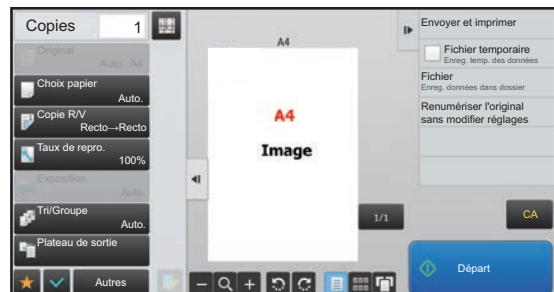 Copies 1
Original
Auto. A4
Choix papier
Auto.
Copie R/V
Recto→Recto
Taux de repro.
100%
Exposition
Auto.
Tri/Groupe
Auto.
Plateau de sortie
Autres
A4
A4
Image
1/1
Envoyer et imprimer
Fichier temporaire
Enreg. temp. des données
Fichier
Enreg. données dans dossier
Renumériser l'original
sans modifier réglages
CA
Départ